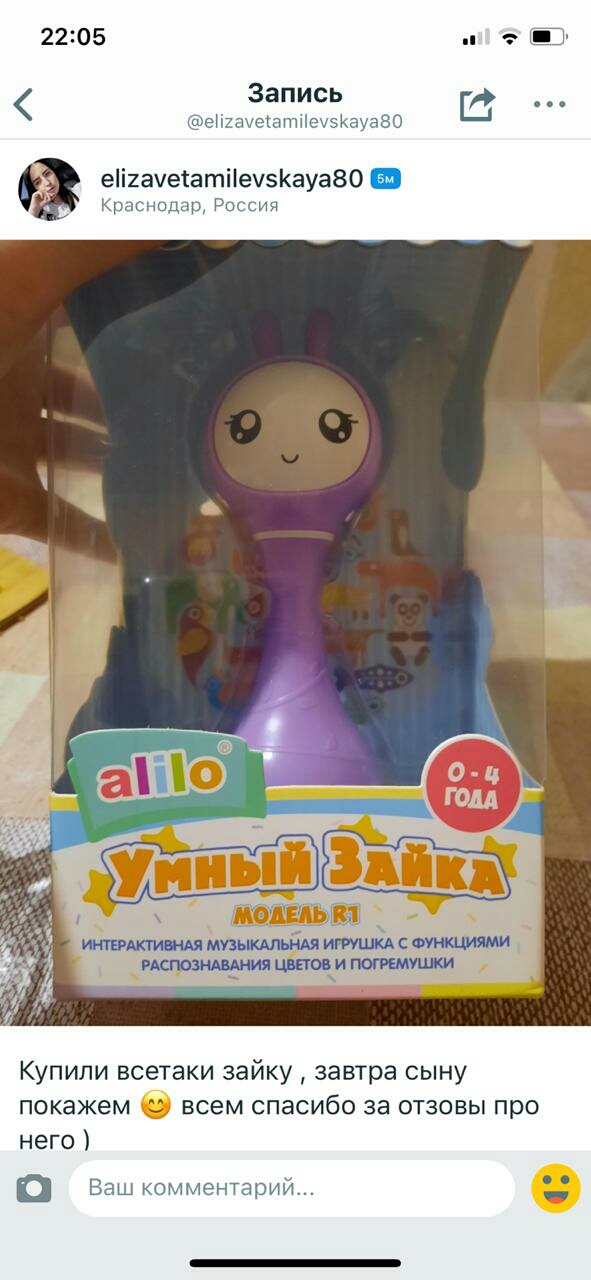 22:05
Запись
@elizavetamilevskaya80
elizavetamilevskaya80 5м
Краснодар, Россия
alilo®
0 - 4
ГОДА
Умный Зайка
МОДЕЛЬ R1
ИНТЕРАКТИВНАЯ МУЗЫКАЛЬНАЯ ИГРУШКА С ФУНКЦИЯМИ
РАСПОЗНАВАНИЯ ЦВЕТОВ И ПОГРЕМУШКИ
Купили всетаки зайку , завтра сыну
покажем 😊 всем спасибо за отзовы про
него )
Ваш комментарий...